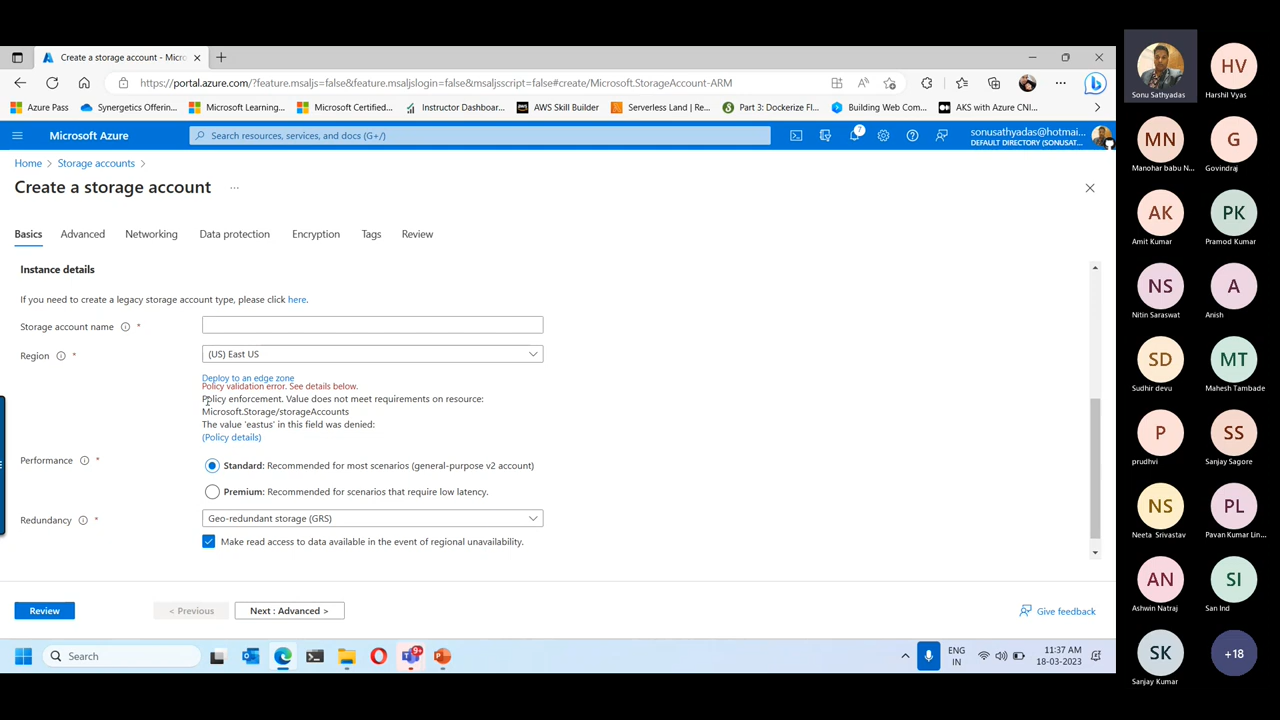 Create a storage account - Micro
https://portal.azure.com/?feature.msaljs=false&feature.msaljslogin=false&msaljsscript=false#create/Microsoft.StorageAccount-ARM
Azure Pass
Synergetics Offering...
Microsoft Learning...
Microsoft Certified...
Instructor Dashboar...
AWS Skill Builder
Serverless Land | Re...
Part 3: Dockerize Fl...
Building Web Com...
AKS with Azure CNI...
Microsoft Azure
Search resources, services, and docs (G+/)
7
sonusathyadas@hotmai...
DEFAULT DIRECTORY (SONUSAT...
Home > Storage accounts >
Create a storage account ...
Basics
Advanced
Networking
Data protection
Encryption
Tags
Review
Instance details
If you need to create a legacy storage account type, please click here.
Storage account name *
Region *
(US) East US
Deploy to an edge zone
Policy validation error. See details below.
Policy enforcement. Value does not meet requirements on resource:
Microsoft.Storage/storageAccounts
The value 'eastus' in this field was denied:
(Policy details)
Performance *
Standard: Recommended for most scenarios (general-purpose v2 account)
Premium: Recommended for scenarios that require low latency.
Redundancy *
Geo-redundant storage (GRS)
Make read access to data available in the event of regional unavailability.
Review
< Previous
Next : Advanced >
Give feedback
Search
9+
ENG
IN
11:37 AM
18-03-2023
Sonu Sathyadas
HV
Harshil Vyas
MN
Manohar babu N...
G
Govindraj
AK
Amit Kumar
PK
Pramod Kumar
NS
Nitin Saraswat
A
Anish
SD
Sudhir devu
MT
Mahesh Tambade
P
prudhvi
SS
Sanjay Sagore
NS
Neeta Srivastav
PL
Pavan Kumar Lin...
AN
Ashwin Natraj
SI
San Ind
SK
Sanjay Kumar
+18